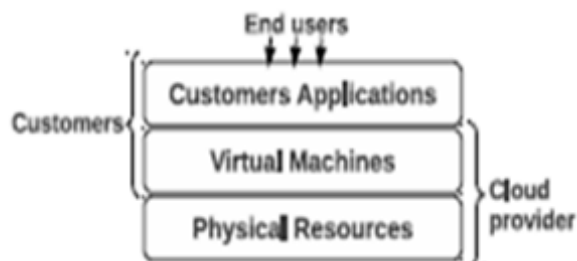 End users
Customers Applications
Customers
Virtual Machines
Cloud
provider
Physical Resources